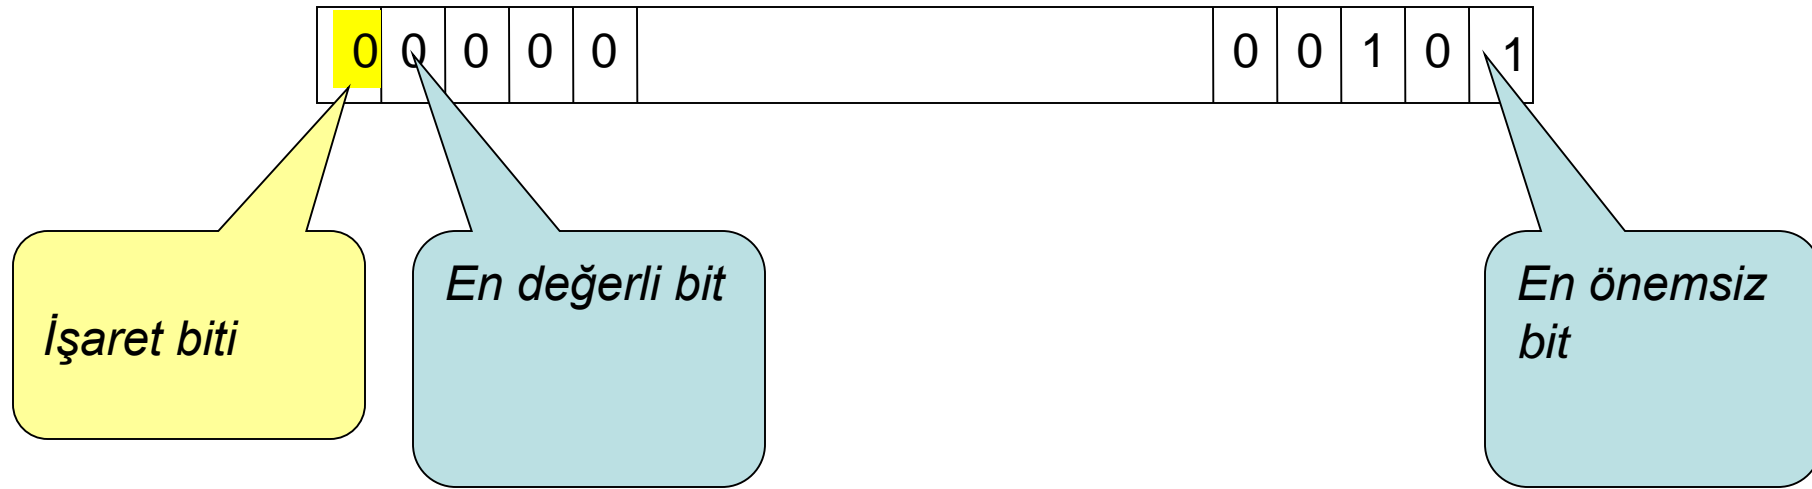 0 0 0 0 0 0 0 1 0 1
İşaret biti
En değerli bit
En önemsiz
bit